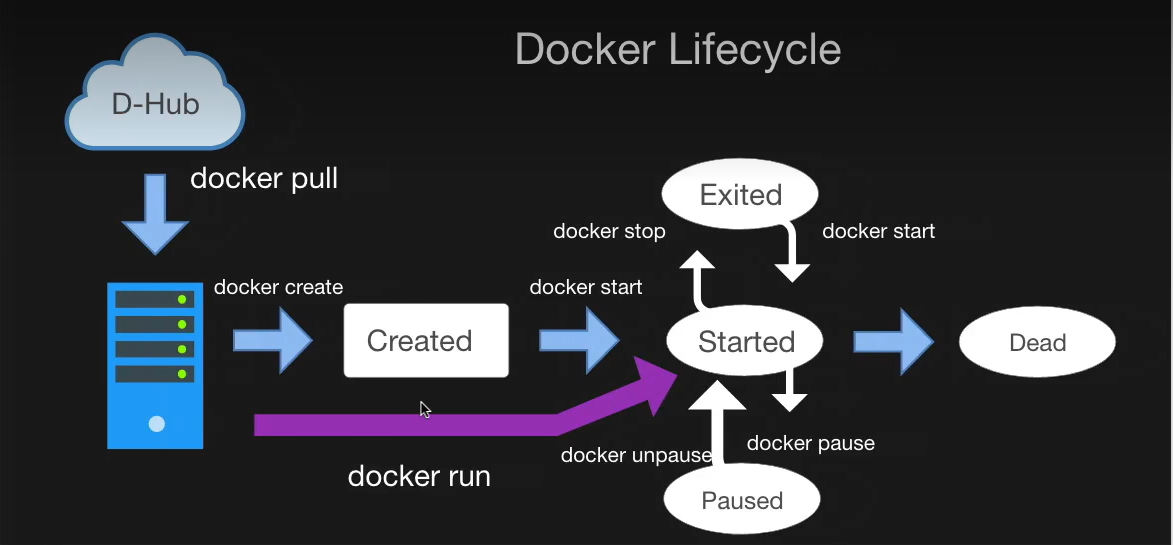 Docker Lifecycle
D-Hub
docker pull
Exited
docker stop
docker start
docker create
docker start
Created
Started
Dead
docker run
docker unpause
docker pause
Paused